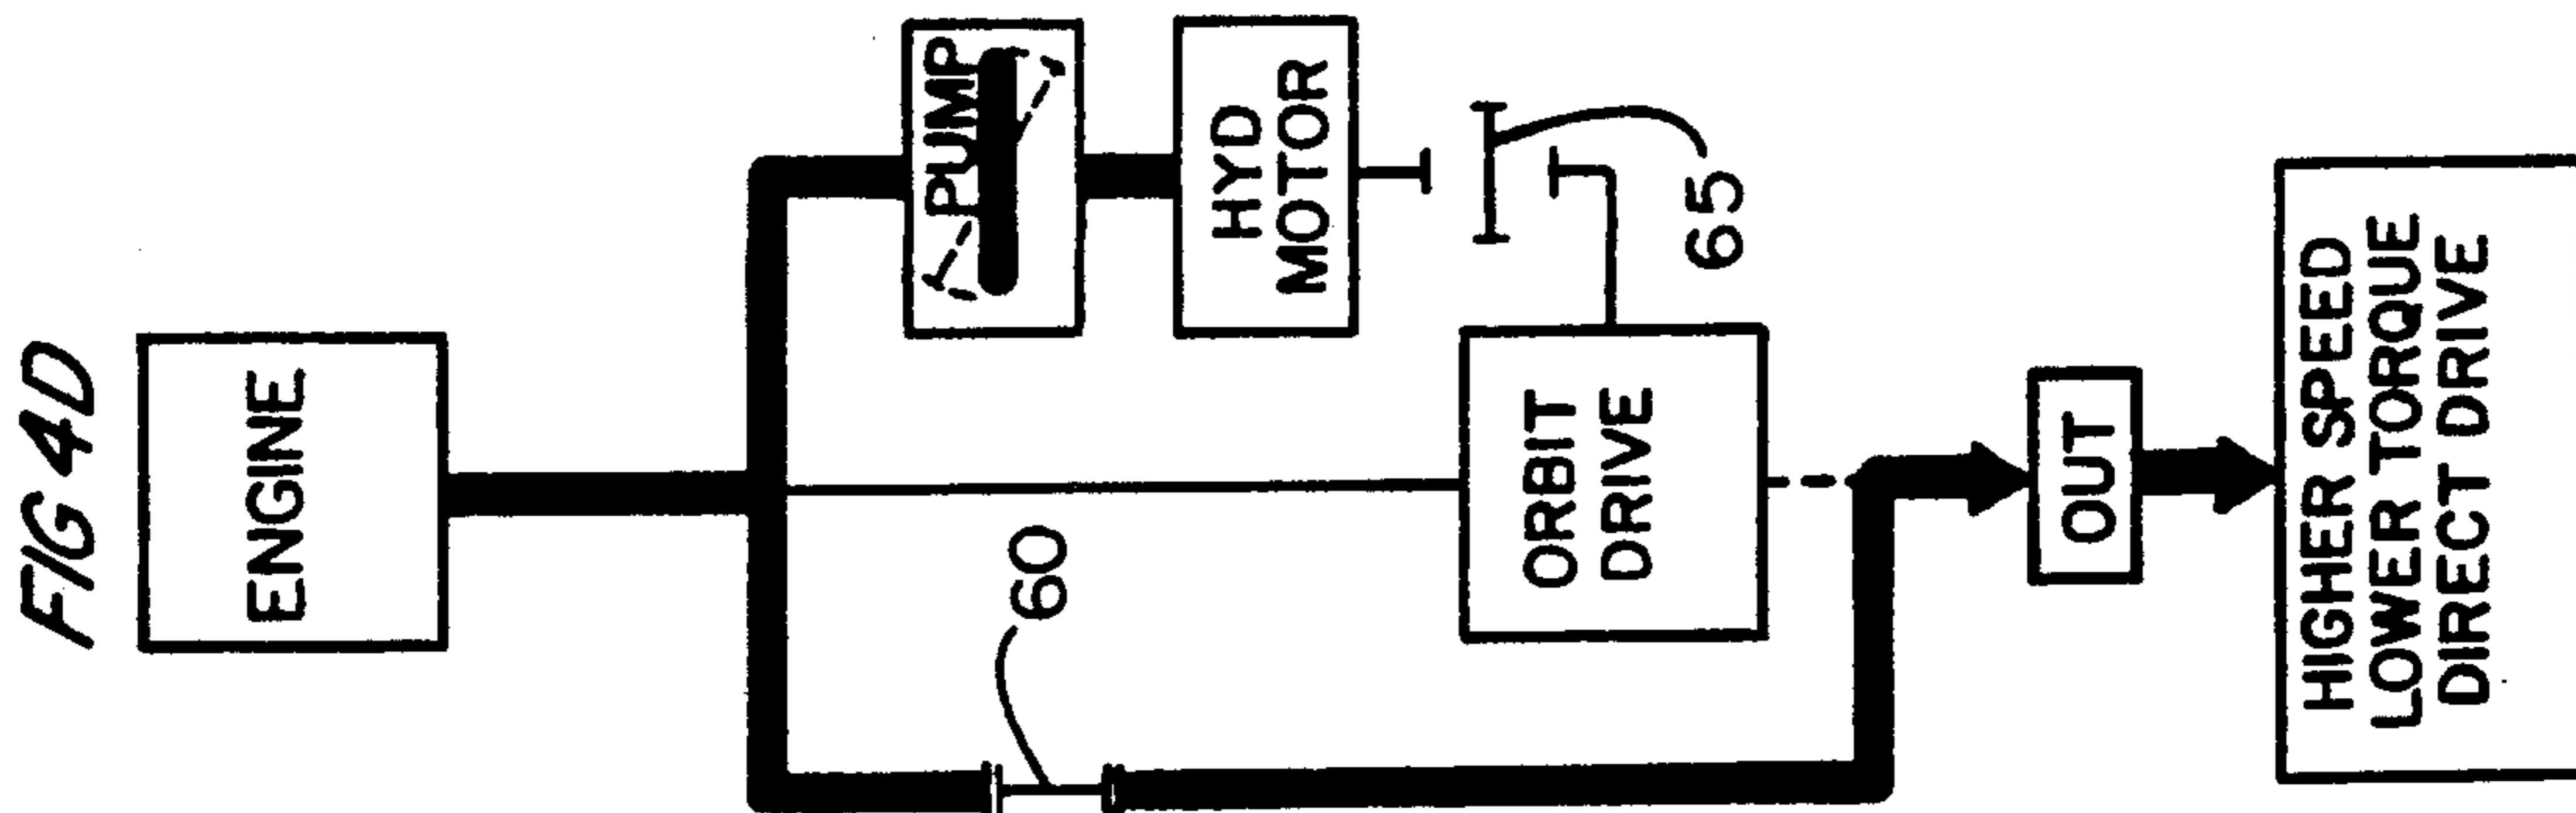 FIG 4D
ENGINE
PUMP
HYD
MOTOR
65
60
ORBIT
DRIVE
OUT
HIGHER SPEED
LOWER TORQUE
DIRECT DRIVE